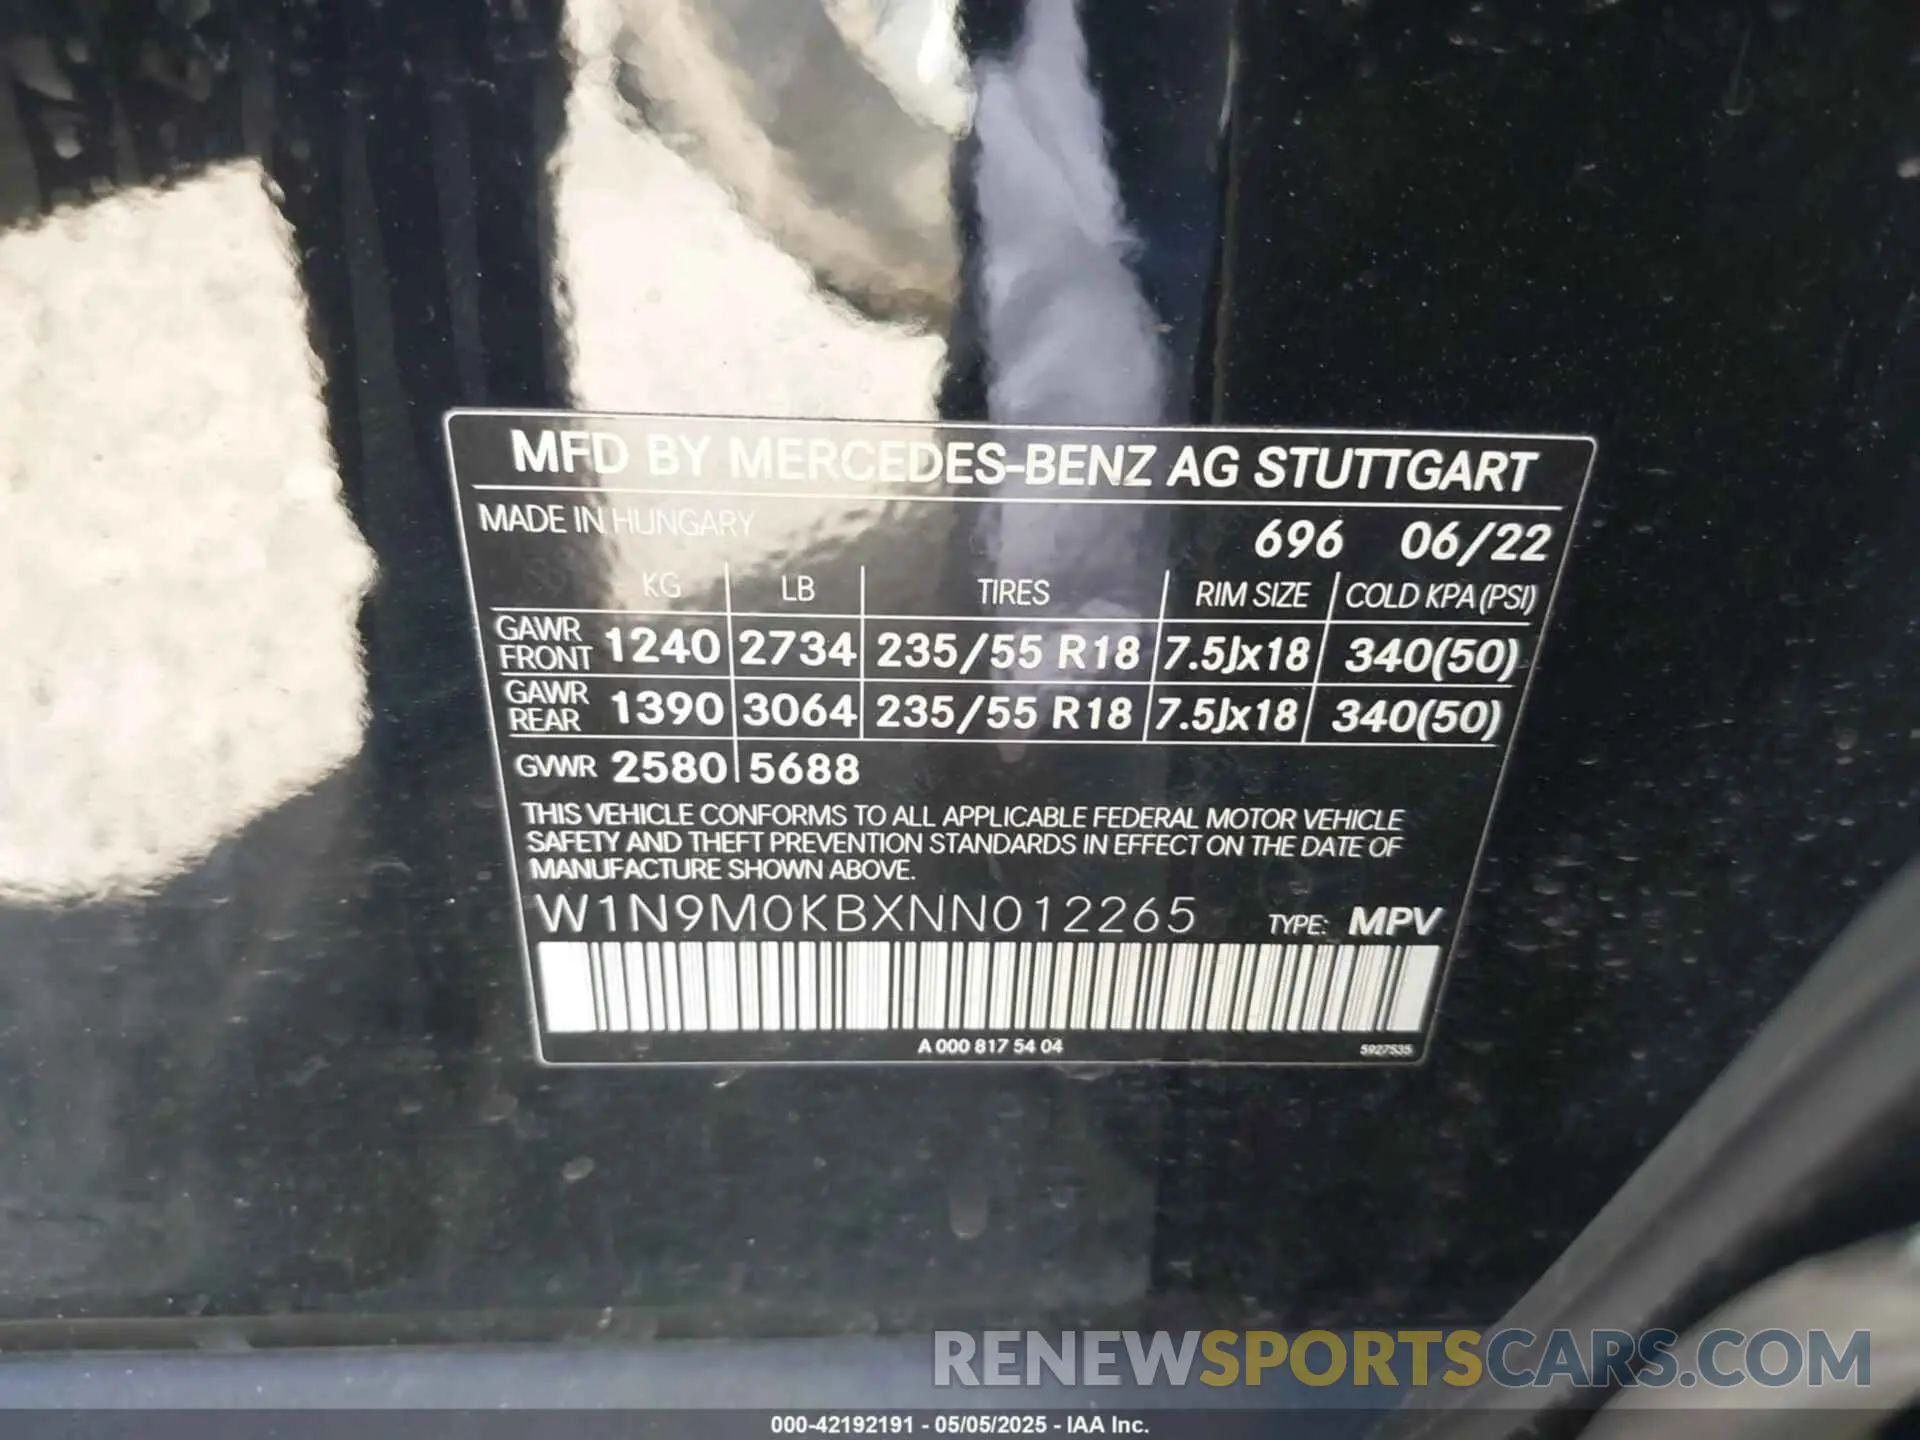 MFD BY MERCEDES-BENZ AG STUTTGART
MADE IN HUNGARY 696 06/22
KG LB TIRES RIM SIZE COLD KPA(PSI)
GAWR FRONT 1240 2734 235/55 R18 7.5Jx18 340(50)
GAWR REAR 1390 3064 235/55 R18 7.5Jx18 340(50)
GVWR 2580 5688
THIS VEHICLE CONFORMS TO ALL APPLICABLE FEDERAL MOTOR VEHICLE
SAFETY AND THEFT PREVENTION STANDARDS IN EFFECT ON THE DATE OF
MANUFACTURE SHOWN ABOVE.
W1N9M0KBXNN012265 TYPE: MPV
A 000 817 54 04 5927535
RENEWSPORTSCARS.COM
000-42192191 - 05/05/2025 - IAA Inc.